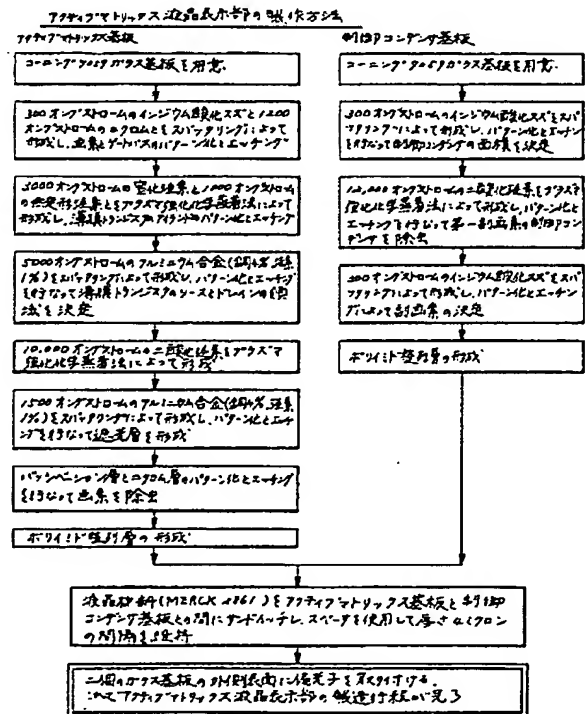 アクティブマトリックス液晶表示部の製作方法
アクティブマトリックス基板
制御コンデンサ基板
コーニング7059ガラス基板を用意
コーニング7059ガラス基板を用意
300オングストロームのインジウム酸化スズと1200
オングストロームのニクロムとをスパッタリングによって
形成し、画素とゲートバスのパターン化とエッチング
300オングストロームのインジウム酸化スズをスパ
ッタリングによって形成し、パターン化とエッチング
を行なって制御コンデンサの面積を決定
3000オングストロームの窒化硅素と1000オングストローム
の無定形硅素とをプラズマ強化化学蒸着法によって
形成し、薄膜トランジスタアイランドのパターン化とエッチング
オングストロームの二酸化硅素をプラズマ
強化化学蒸着法によって形成し、パターン化と
エッチングを行なって第一副画素の制御コン
デンサを除去
5000オングストロームのアルミニウム合金(銅4%、硅素
1%)をスパッタリングによって形成し、パターン化とエッチング
を行なって薄膜トランジスタのソースとドレインの
法を決定
300オングストロームのインジウム酸化スズをスパ
ッタリングによって形成し、パターン化とエッチン
グによって副画素の決定
10,000オングストロームの二酸化硅素をプラズマ
強化化学蒸着法によって形成
ポリイミド整列層の形成
1500オングストロームのアルミニウム合金(銅4%、硅素
1%)をスパッタリングによって形成し、パターン化とエッチ
ングを行なって遮光層を形成
パッシベーション層とニクロム層のパターン化とエッチング
を行なって画素を除去
ポリイミド整列層の形成
液晶材料(MERCK )をアクティブマトリックス基板と制御
コンデンサ基板との間にサンドイッチし、スペーサを使用して厚さ ミクロン
の間隔を維持
二個のガラス基板の外側表面に偏光子を取り付ける。
これでアクティブマトリックス液晶表示部の製造行程が完了